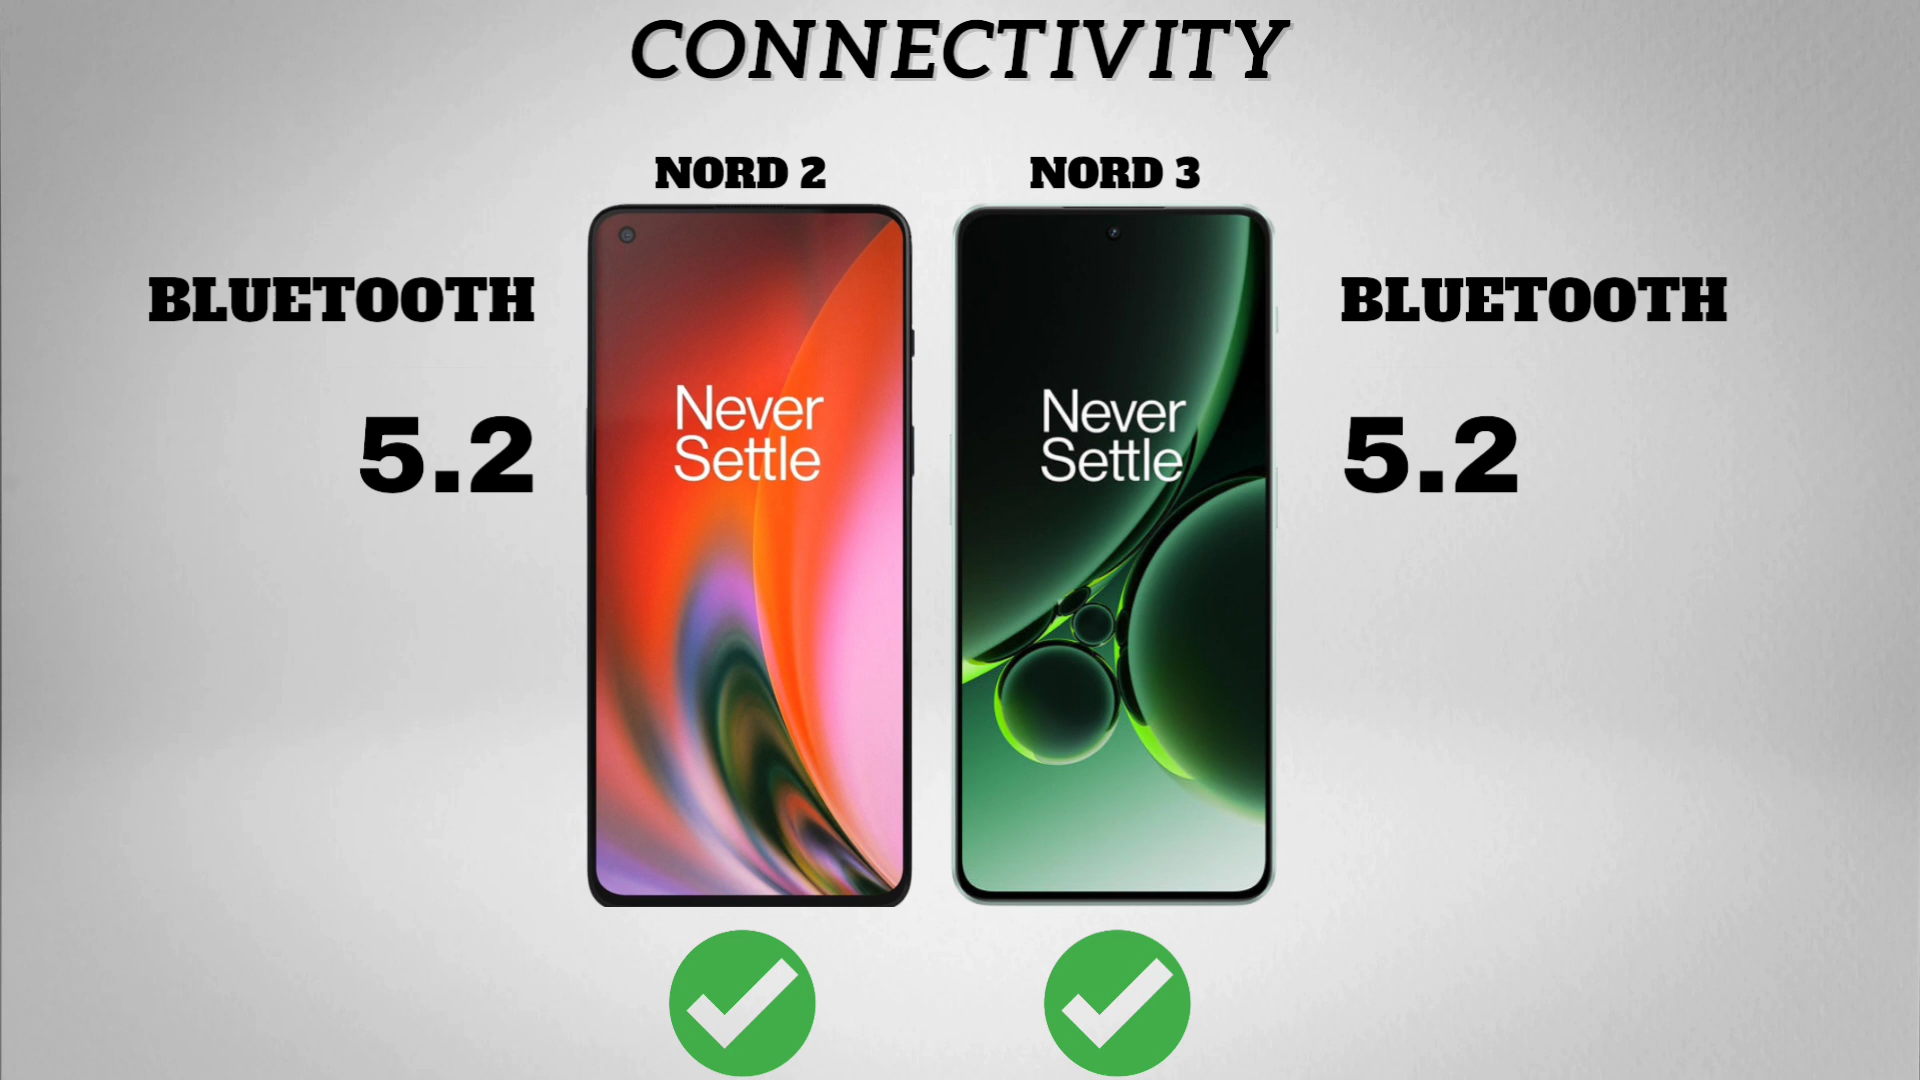 CONNECTIVITY
NORD 2
NORD 3
BLUETOOTH
5.2
Never
Settle
Never
Settle
BLUETOOTH
5.2